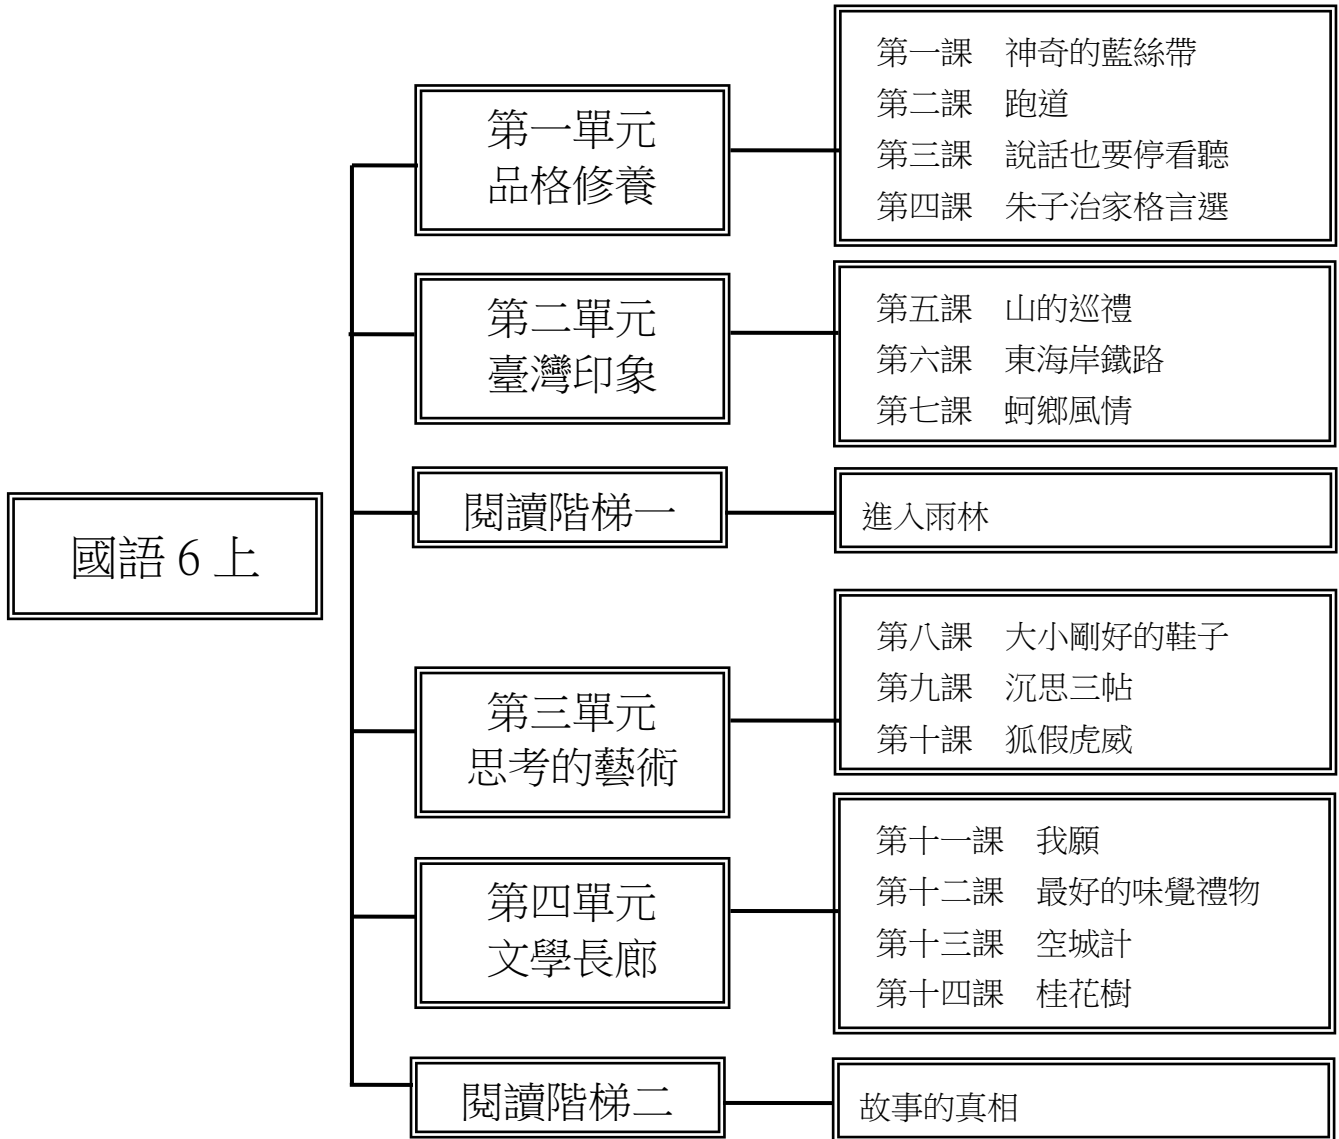 國語 6 上
第一單元
品格修養
第一課　神奇的藍絲帶
第二課　跑道
第三課　說話也要停看聽
第四課　朱子治家格言選
第二單元
臺灣印象
第五課　山的巡禮
第六課　東海岸鐵路
第七課　蚵鄉風情
閱讀階梯一
進入雨林
第三單元
思考的藝術
第八課　大小剛好的鞋子
第九課　沉思三帖
第十課　狐假虎威
第四單元
文學長廊
第十一課　我願
第十二課　最好的味覺禮物
第十三課　空城計
第十四課　桂花樹
閱讀階梯二
故事的真相